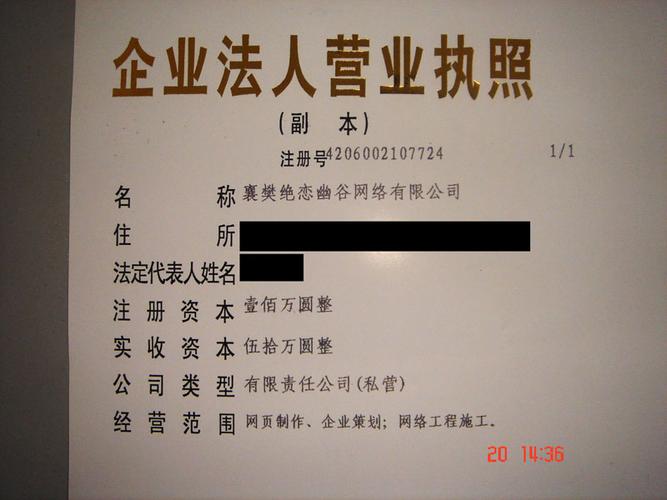 企业法人营业执照
(副 本)
注册号4206002107724 1/1
名 称 襄樊绝恋幽谷网络有限公司
住 所
法定代表人姓名
注册资本 壹佰万圆整
实收资本 伍拾万圆整
公司类型 有限责任公司(私营)
经营范围 网页制作、企业策划；网络工程施工。
20 14:36